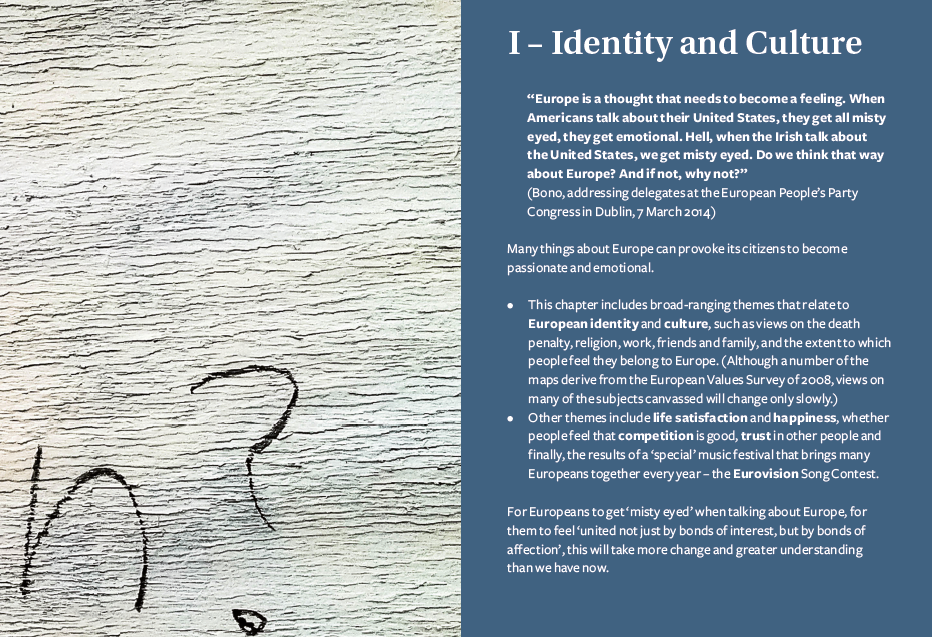 h?
I – Identity and Culture
“Europe is a thought that needs to become a feeling. When
Americans talk about their United States, they get all misty
eyed, they get emotional. Hell, when the Irish talk about
the United States, we get misty eyed. Do we think that way
about Europe? And if not, why not?”
(Bono, addressing delegates at the European People’s Party
Congress in Dublin, 7 March 2014)
Many things about Europe can provoke its citizens to become
passionate and emotional.
• This chapter includes broad-ranging themes that relate to
European identity and culture, such as views on the death
penalty, religion, work, friends and family, and the extent to which
people feel they belong to Europe. (Although a number of the
maps derive from the European Values Survey of 2008, views on
many of the subjects canvassed will change only slowly.)
• Other themes include life satisfaction and happiness, whether
people feel that competition is good, trust in other people and
finally, the results of a ‘special’ music festival that brings many
Europeans together every year – the Eurovision Song Contest.
For Europeans to get ‘misty eyed’ when talking about Europe, for
them to feel ‘united not just by bonds of interest, but by bonds of
affection’, this will take more change and greater understanding
than we have now.